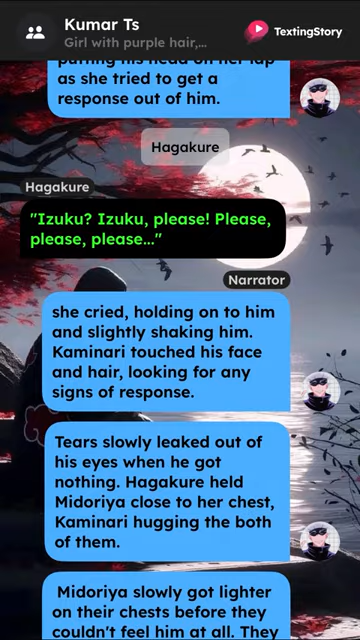 Kumar Ts
Girl with purple hair,...
TextingStory
putting his head on her lap
as she tried to get a
response out of him.
Hagakure
Hagakure
"Izuku? Izuku, please! Please,
please, please..."
Narrator
she cried, holding on to him
and slightly shaking him.
Kaminari touched his face
and hair, looking for any
signs of response.
Tears slowly leaked out of
his eyes when he got
nothing. Hagakure held
Midoriya close to her chest,
Kaminari hugging the both
of them.
Midoriya slowly got lighter
on their chests before they
couldn't feel him at all. They